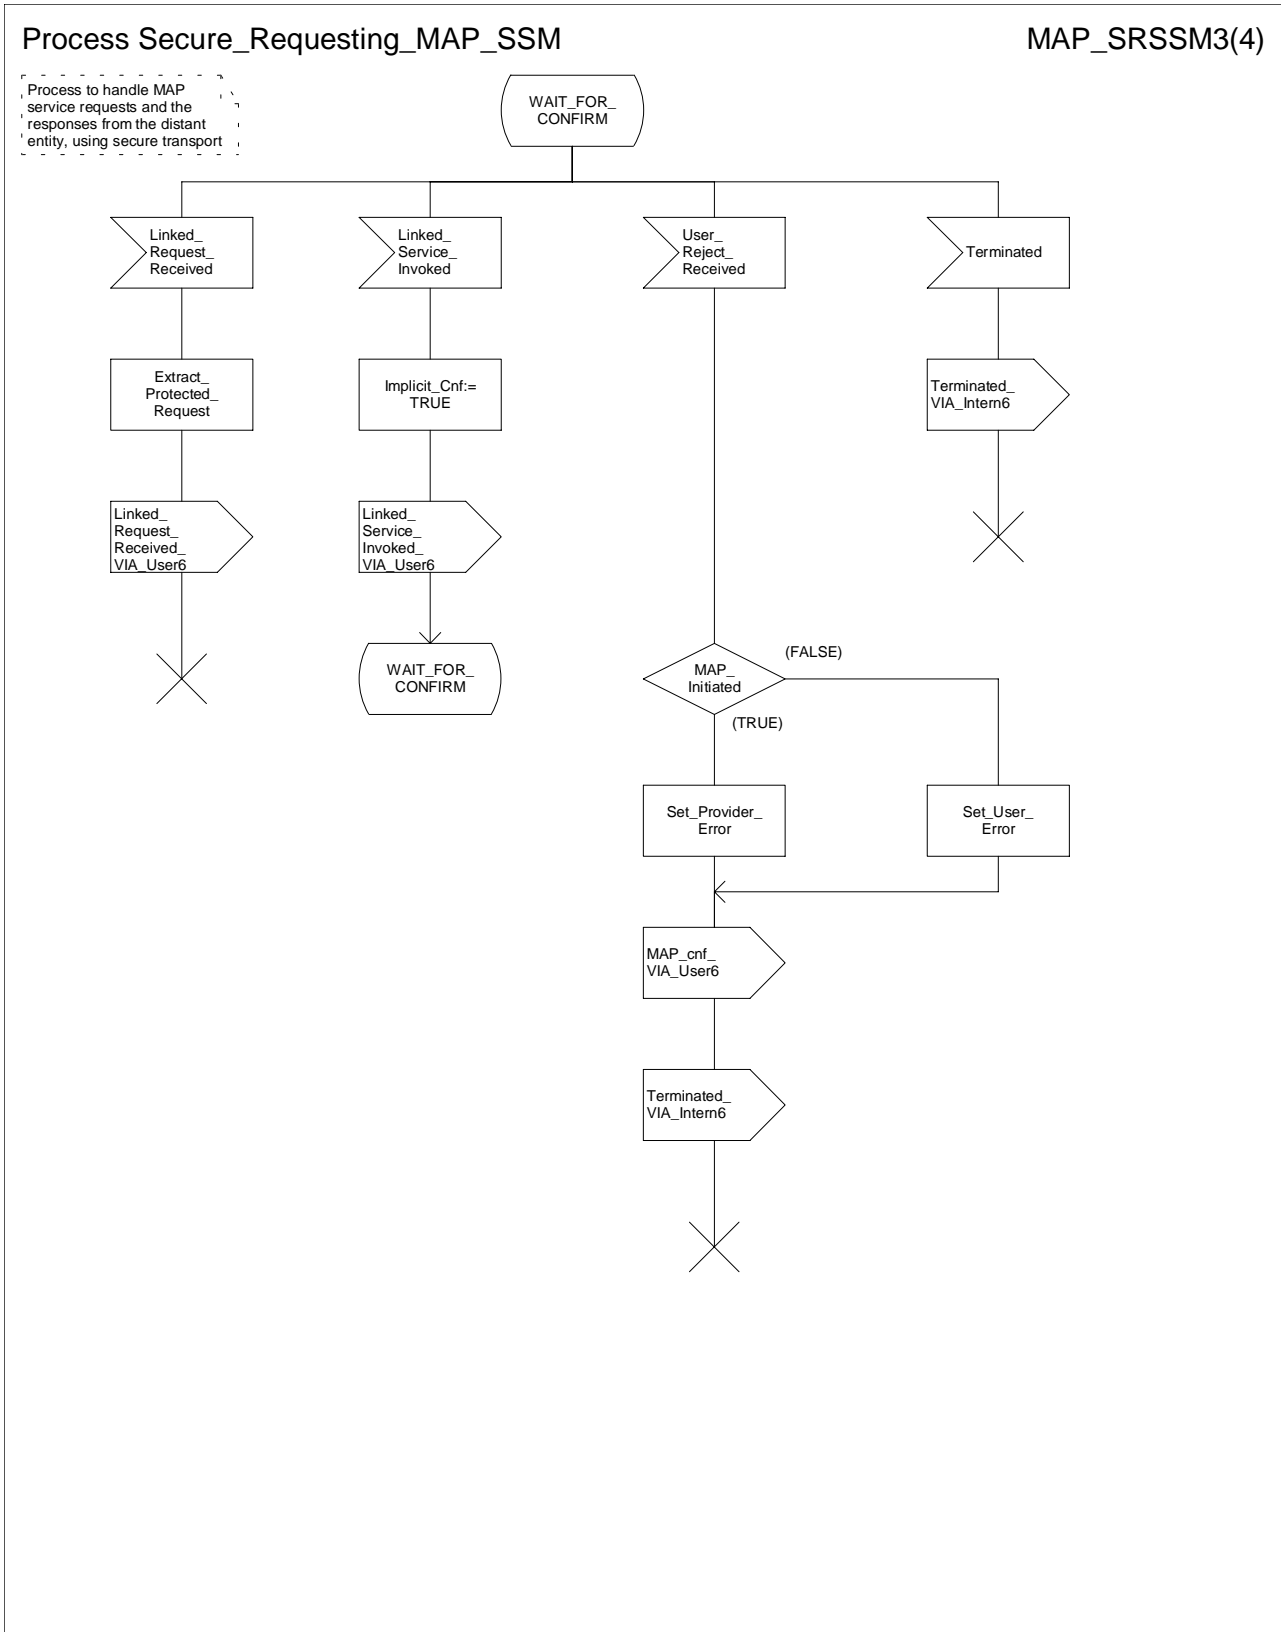 Process Secure_Requesting_MAP_SSM
MAP_SRSSM3(4)
Process to handle MAP
service requests and the
responses from the distant
entity, using secure transport
WAIT_FOR_
CONFIRM
Linked_
Request_
Received
Linked_
Service_
Invoked
User_
Reject_
Received
Terminated
Extract_
Protected_
Request
Implicit_Cnf:=
TRUE
Terminated_
VIA_Intern6
Linked_
Request_
Received_
VIA_User6
Linked_
Service_
Invoked_
VIA_User6
WAIT_FOR_
CONFIRM
MAP_
Initiated
(FALSE)
(TRUE)
Set_Provider_
Error
Set_User_
Error
MAP_cnf_
VIA_User6
Terminated_
VIA_Intern6